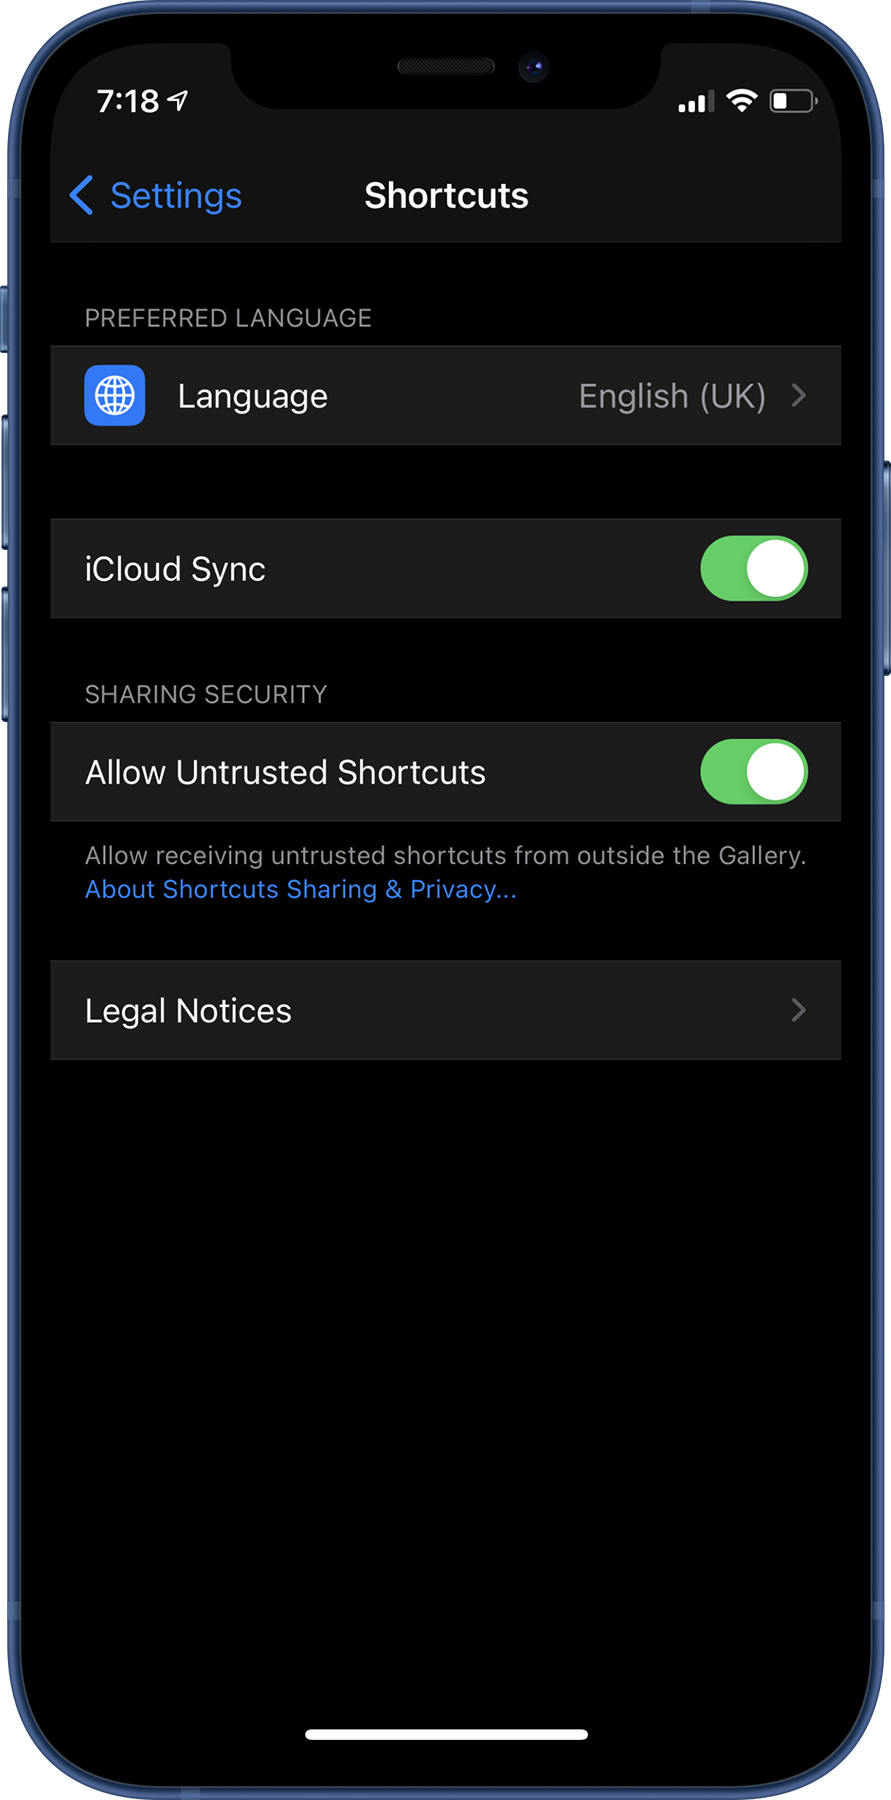 7:18
Settings
Shortcuts
PREFERRED LANGUAGE
Language
English (UK)
iCloud Sync
SHARING SECURITY
Allow Untrusted Shortcuts
Allow receiving untrusted shortcuts from outside the Gallery.
About Shortcuts Sharing & Privacy...
Legal Notices